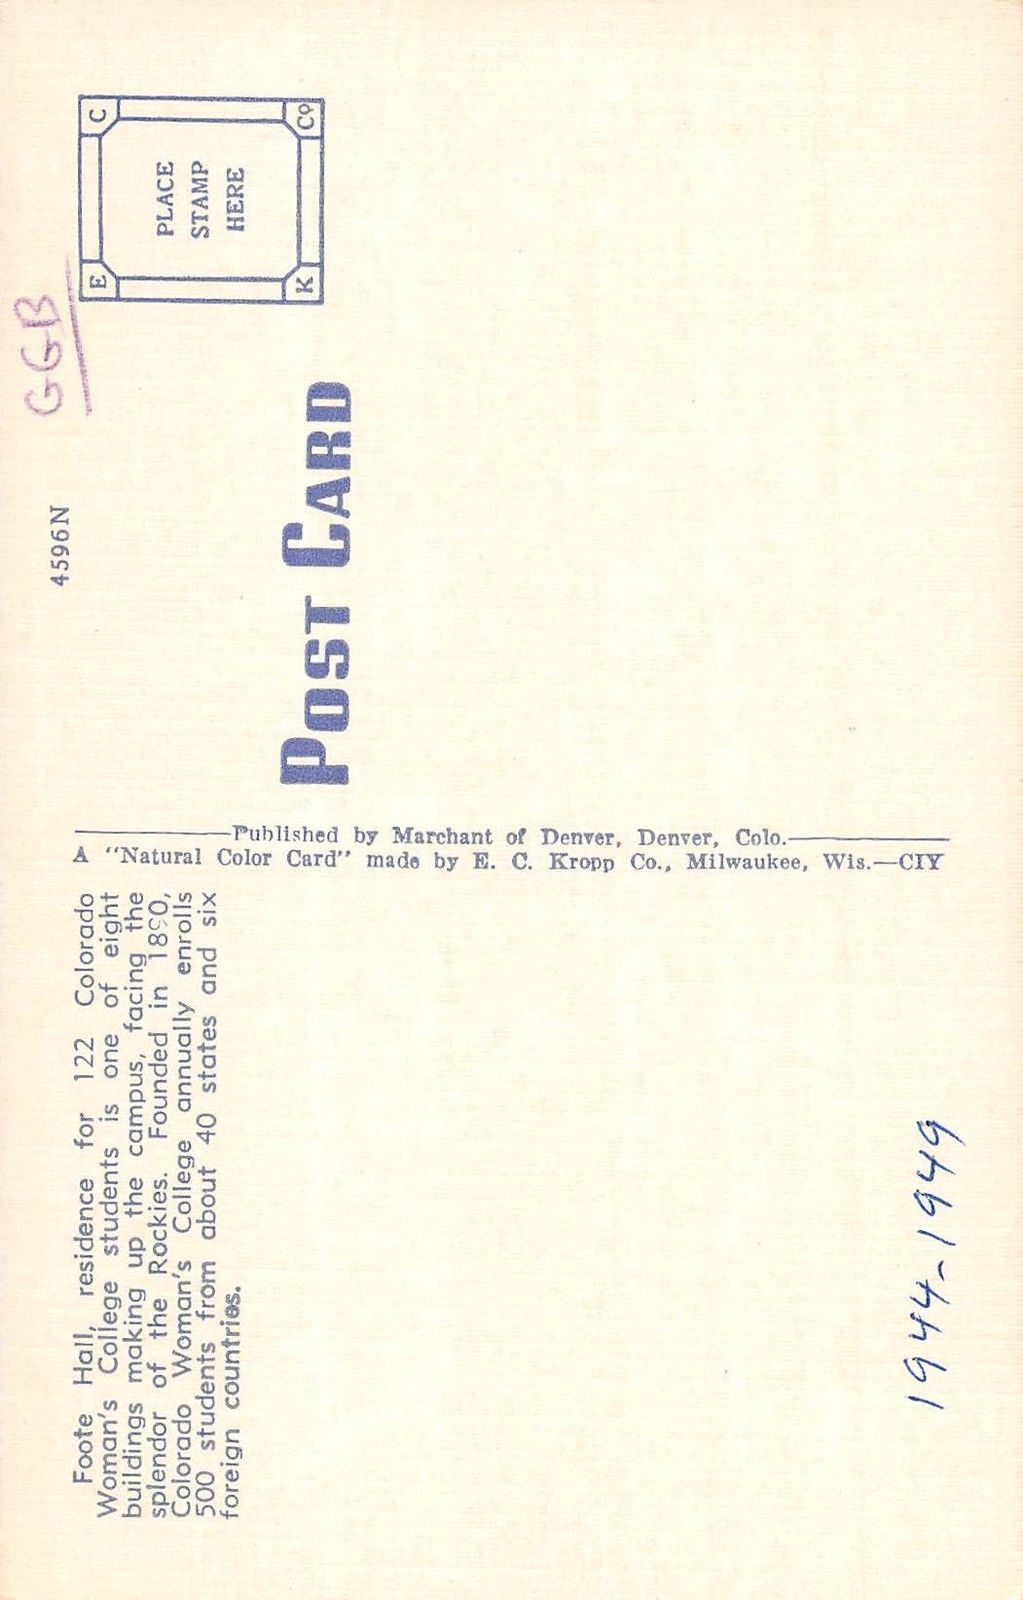 Foote Hall, residence for 122 Colorado
Woman's College students is one of eight
buildings making up the campus, facing the
splendor of the Rockies. Founded in 1890,
Colorado Woman's College annually enrolls
500 students from about 40 states and six
foreign countries.
1944-1949
Published by Marchant of Denver, Denver, Colo.
A "Natural Color Card" made by E. C. Kropp Co., Milwaukee, Wis.—CIY
4596N
GGB
POST CARD
E C
PLACE
STAMP
HERE
K Co